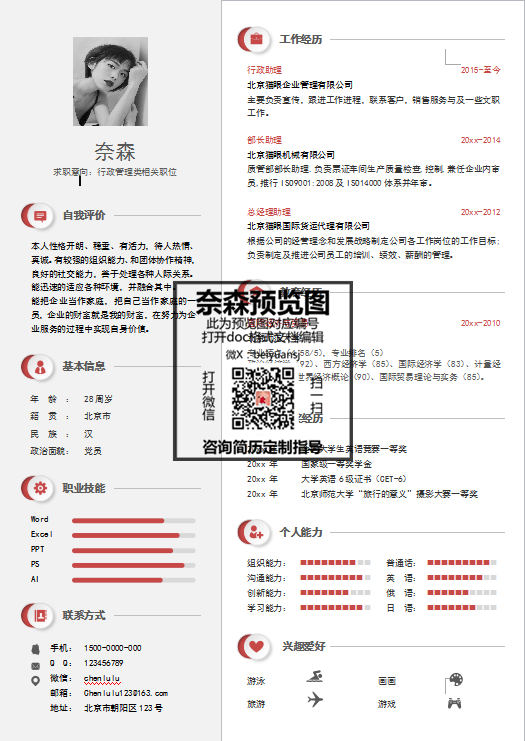 奈森
求职意向：行政管理类相关职位
自我评价
本人性格开朗、稳重、有活力，待人热情、
真诚。有较强的组织能力、和团体协作精神，
良好的社交能力，善于处理各种人际关系。
能迅速的适应各种环境，并融合其中
能把企业当作家庭，把自己当作家庭的一
员，企业的财富就是我的财富，在努力为企
业服务的过程中实现自身价值。
基本信息
年 龄 ： 28周岁
籍 贡 ： 北京市
民 族 ： 汉
政治面貌： 党员
职业技能
Word
Excel
PPT
PS
AI
联系方式
手机： 1500-0000-000
Q Q： 123456789
微信： chenlulu
邮箱： Chenlulu123@163.com
地址： 北京市朝阳区123号
工作经历
行政助理 2015-至今
北京猫眼企业管理有限公司
主要负责宣传，跟进工作进程，联系客户，销售服务与及一些文职
工作。
部长助理 20xx-2014
北京猫眼机械有限公司
质管部部长助理，负责票证车间生产质量检查，控制，兼任企业内审
员，推行ISO9001:2008及ISO14000体系并年审。
总经理助理 20xx-2012
北京猫眼国际货运代理有限公司
根据公司的经营理念和发展战略制定公司各工作岗位的工作目标；
负责制定及推进公司员工的培训、绩效、薪酬的管理。
教育经历
20xx-2010
58/5)，专业排名（5）
（92）、西方经济学（85）、国际经济学（83）、计量经
世界经济概论（90）、国际贸易理论与实务（85）。
奈森预览图
此为预览图对应编号
打开doc格式文档编辑
微X：
打开微信
扫一扫
咨询简历定制指导
经历
20xx 年 大学生英语竞赛一等奖
20xx 年 国家级一等奖学金
20xx 年 大学英语6级证书（CET-6）
20xx 年 北京师范大学“旅行的意义”摄影大赛一等奖
个人能力
组织能力： 普通话：
沟通能力： 英 语：
创新能力： 俄 语：
学习能力： 日 语：
兴趣爱好
游泳 画画
旅游 游戏